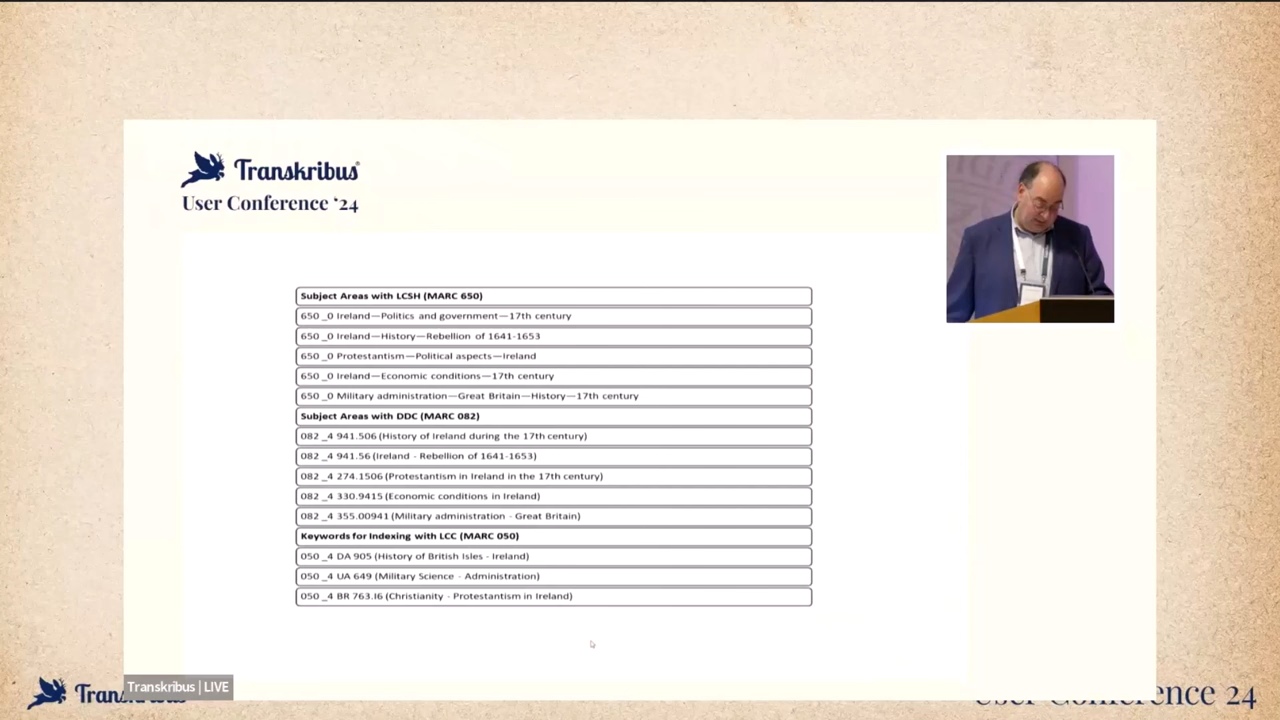 Transkribus®
User Conference ‘24
Subject Areas with LCSH (MARC 650)
650 _0 Ireland—Politics and government—17th century
650 _0 Ireland—History—Rebellion of 1641-1653
650 _0 Protestantism—Political aspects—Ireland
650 _0 Ireland—Economic conditions—17th century
650 _0 Military administration—Great Britain—History—17th century
Subject Areas with DDC (MARC 082)
082 _4 941.506 (History of Ireland during the 17th century)
082 _4 941.56 (Ireland - Rebellion of 1641-1653)
082 _4 274.1506 (Protestantism in Ireland in the 17th century)
082 _4 330.9415 (Economic conditions in Ireland)
082 _4 355.00941 (Military administration - Great Britain)
Keywords for Indexing with LCC (MARC 050)
050 _4 DA 905 (History of British Isles - Ireland)
050 _4 UA 649 (Military Science - Administration)
050 _4 BR 763.I6 (Christianity - Protestantism in Ireland)
Transkribus | LIVE
Transkribus
User Conference 24